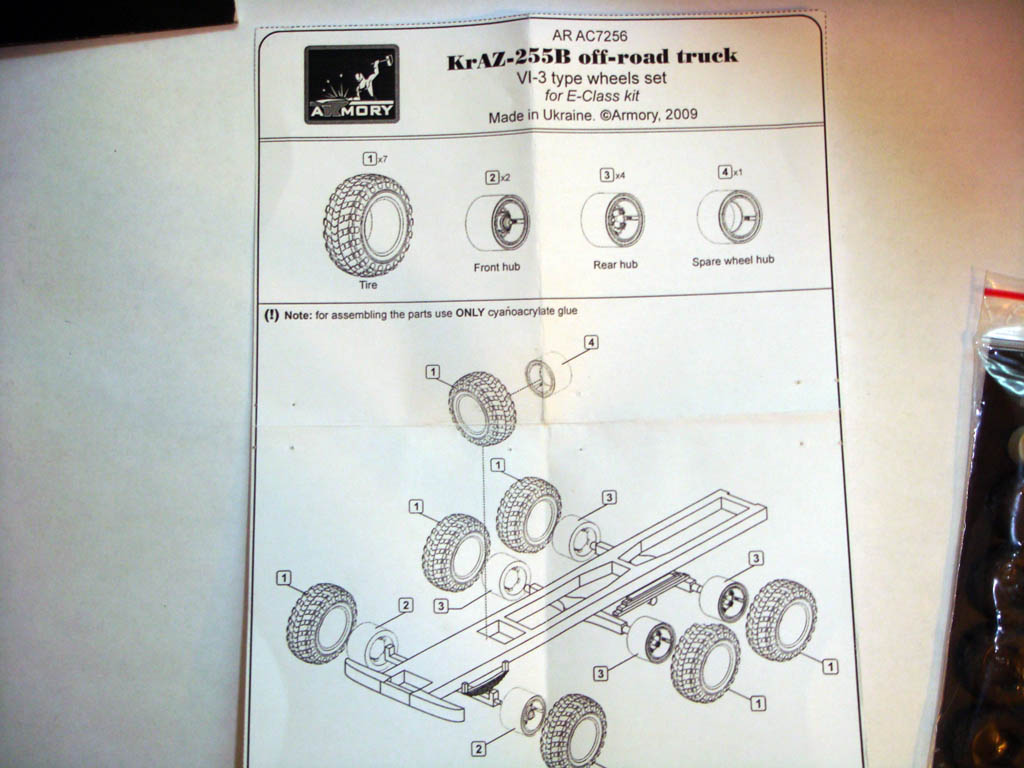 AR AC7256
KrAZ-255B off-road truck
VI-3 type wheels set
for E-Class kit
Made in Ukraine. ©Armory, 2009
ARMORY
1 x7
2 x2
3 x4
4 x1
Tire
Front hub
Rear hub
Spare wheel hub
(!) Note: for assembling the parts use ONLY cyanoacrylate glue
4
1
1
3
1
3
1
2
3
3
1
3
1
2